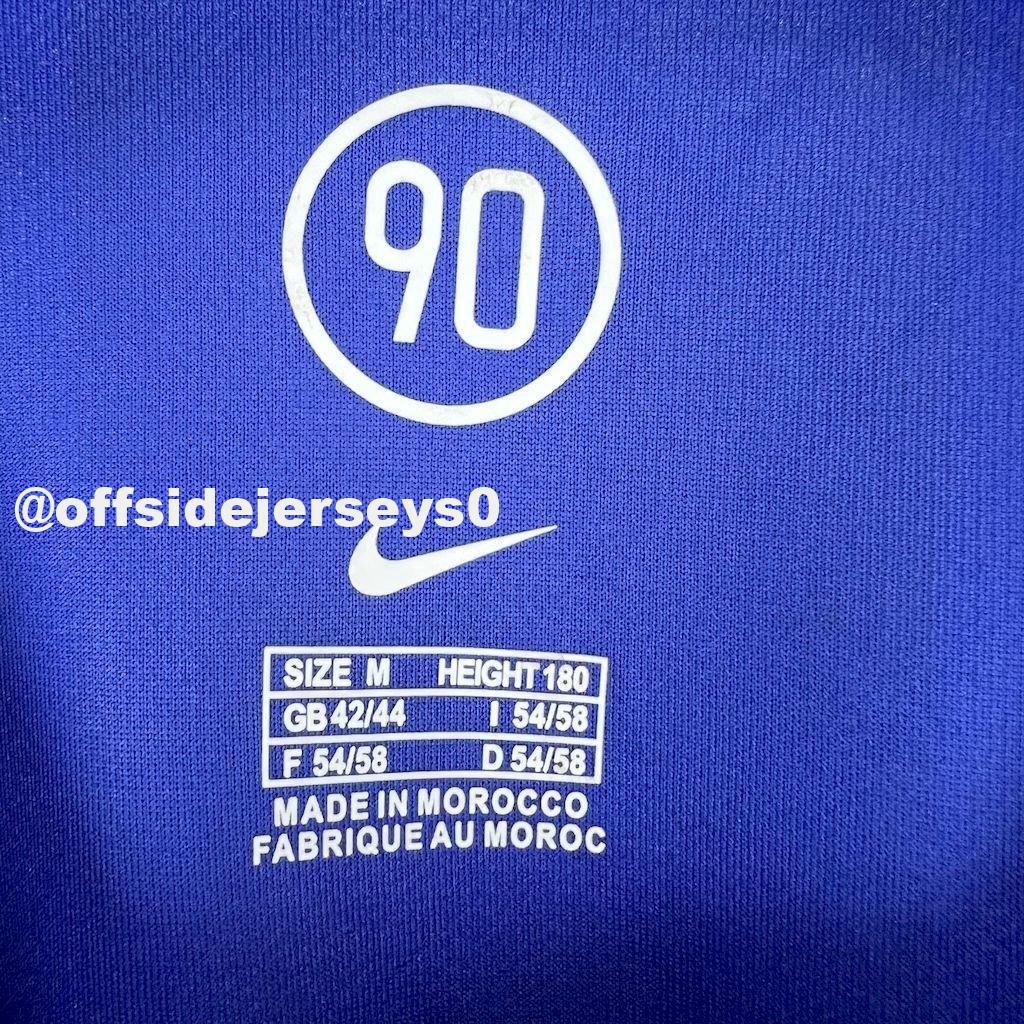 90
@offsidejerseys0
SIZE M HEIGHT 180
GB 42/44 I 54/58
F 54/58 D 54/58
MADE IN MOROCCO
FABRIQUE AU MOROC